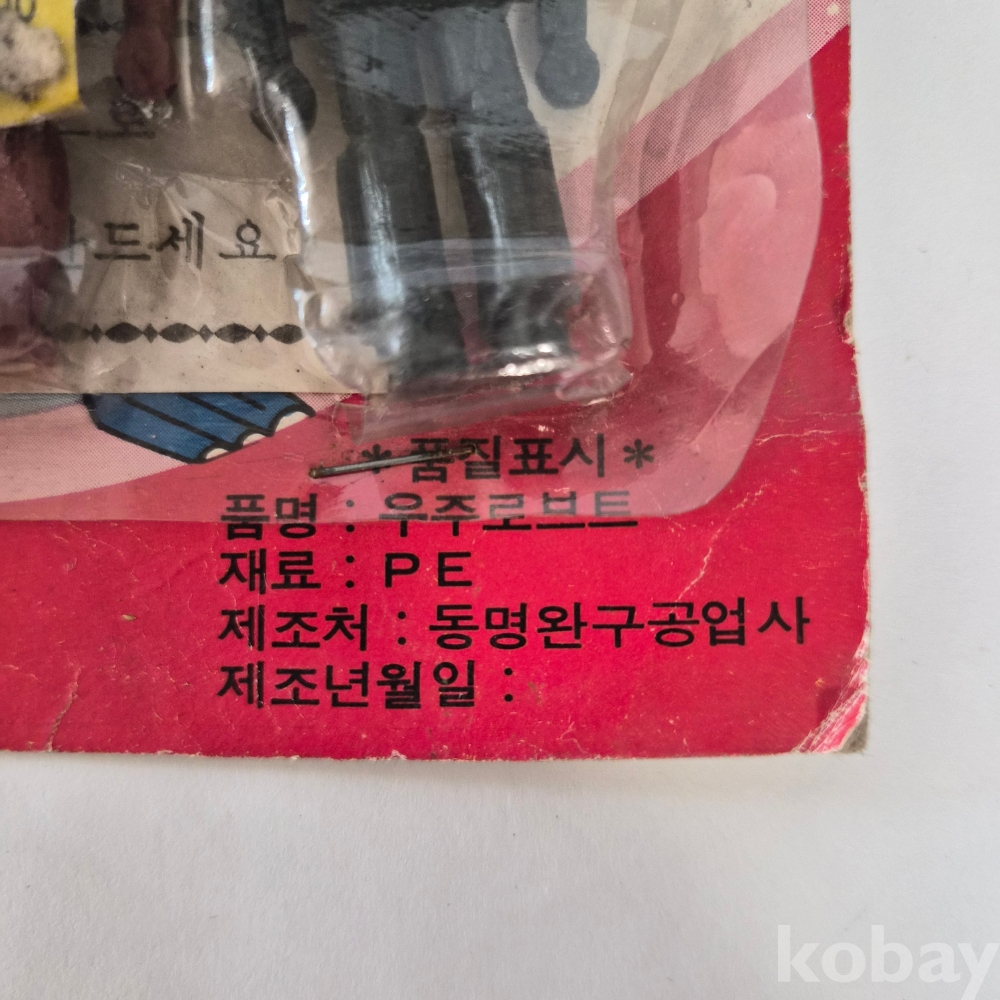 드세요
*품질표시*
품명 : 우주로보트
재료 : PE
제조처 : 동명완구공업사
제조년월일 :
kobay